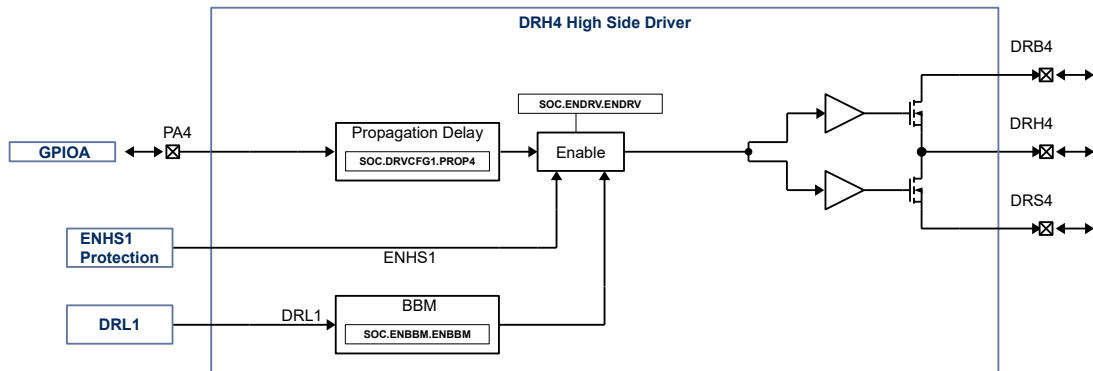 DRH4 High Side Driver
DRB4
SOC.ENDRV.ENDRV
PA4
Propagation Delay
GPIOA
SOC.DRVCFG1.PROP4
Enable
DRH4
DRS4
ENHS1
Protection
ENHS1
BBM
DRL1
DRL1
SOC.ENBBM.ENBBM